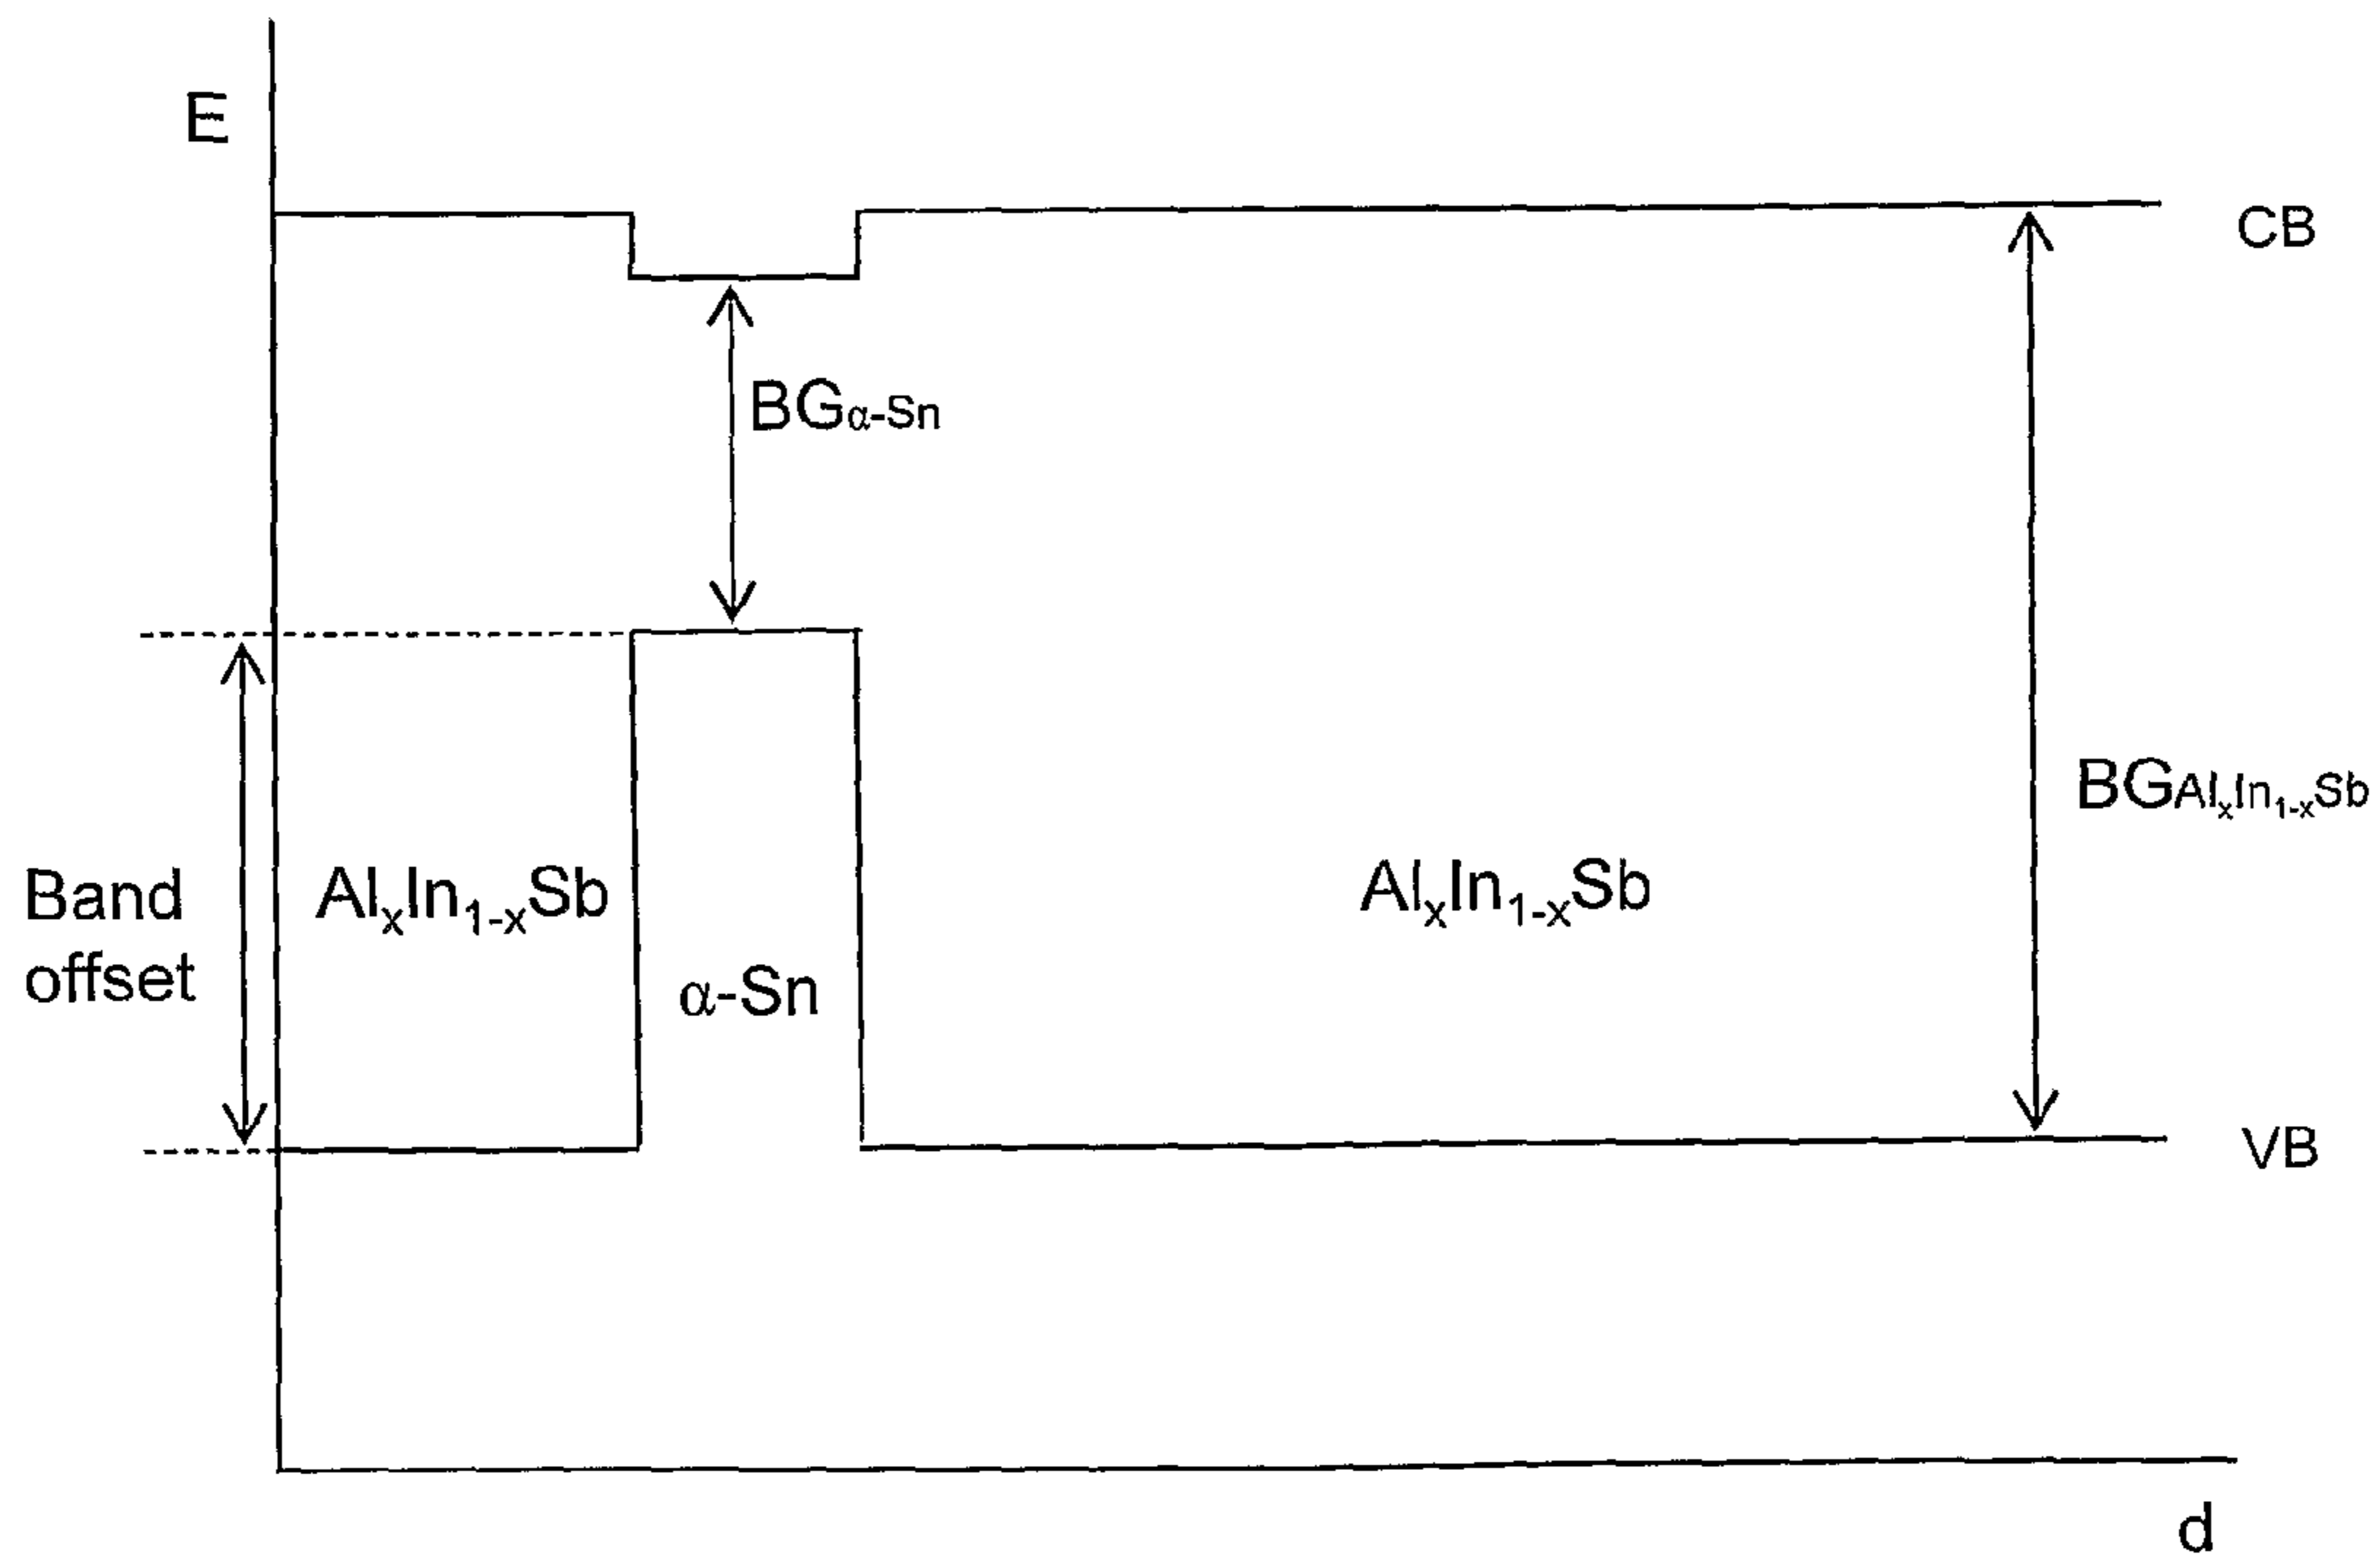 E
CB
BGα-Sn
BGAlₓIn₁₋ₓSb
Band
offset
AlₓIn₁₋ₓSb
AlₓIn₁₋ₓSb
α-Sn
VB
d